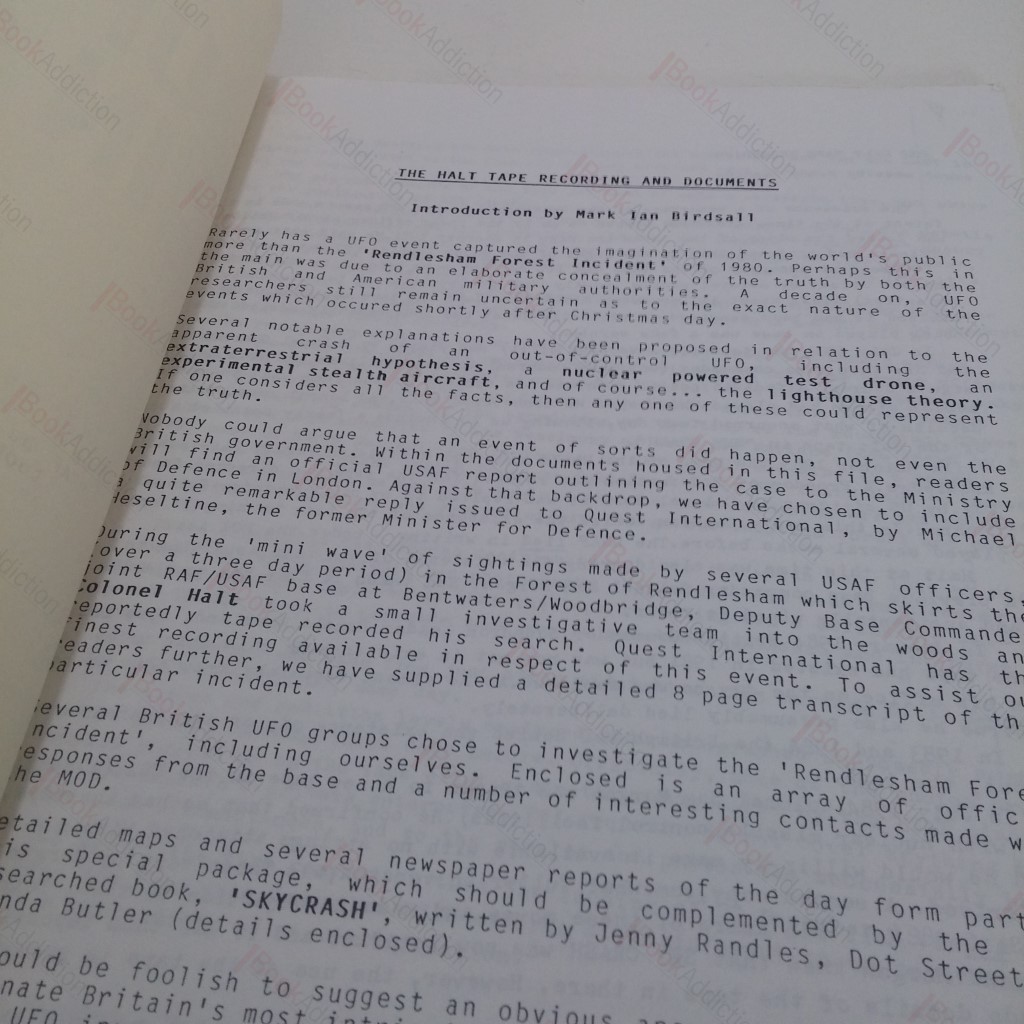 THE HALT TAPE RECORDING AND DOCUMENTS
Introduction by Mark Ian Birdsall
Rarely has a UFO event captured the imagination of the world's public
more than the 'Rendlesham Forest Incident' of 1980. Perhaps this in
the main was due to an elaborate concealment of the truth by both the
British and American military authorities. A decade on, UFO
researchers still remain uncertain as to the exact nature of the
events which occured shortly after Christmas day.
Several notable explanations have been proposed in relation to the
apparent crash of an out-of-control UFO, including the
extraterrestrial hypothesis, a nuclear powered test drone, an
experimental stealth aircraft, and of course... the lighthouse theory.
If one considers all the facts, then any one of these could represent
the truth.
Nobody could argue that an event of sorts did happen, not even the
British government. Within the documents housed in this file, readers
will find an official USAF report outlining the case to the Ministry
of Defence in London. Against that backdrop, we have chosen to include
a quite remarkable reply issued to Quest International, by Michael
Heseltine, the former Minister for Defence.
During the 'mini wave' of sightings made by several USAF officers,
(over a three day period) in the Forest of Rendlesham which skirts the
joint RAF/USAF base at Bentwaters/Woodbridge, Deputy Base Commande
Colonel Halt took a small investigative team into the woods an
reportedly tape recorded his search. Quest International has th
finest recording available in respect of this event. To assist ou
readers further, we have supplied a detailed 8 page transcript of th
particular incident.
Several British UFO groups chose to investigate the 'Rendlesham Fore
ncident', including ourselves. Enclosed is an array of offic
esponses from the base and a number of interesting contacts made w
he MOD.
etailed maps and several newspaper reports of the day form part
is special package, which should be complemented by the
searched book, 'SKYCRASH', written by Jenny Randles, Dot Street
nda Butler (details enclosed).
ould be foolish to suggest an obvious
nate Britain's most
UFO